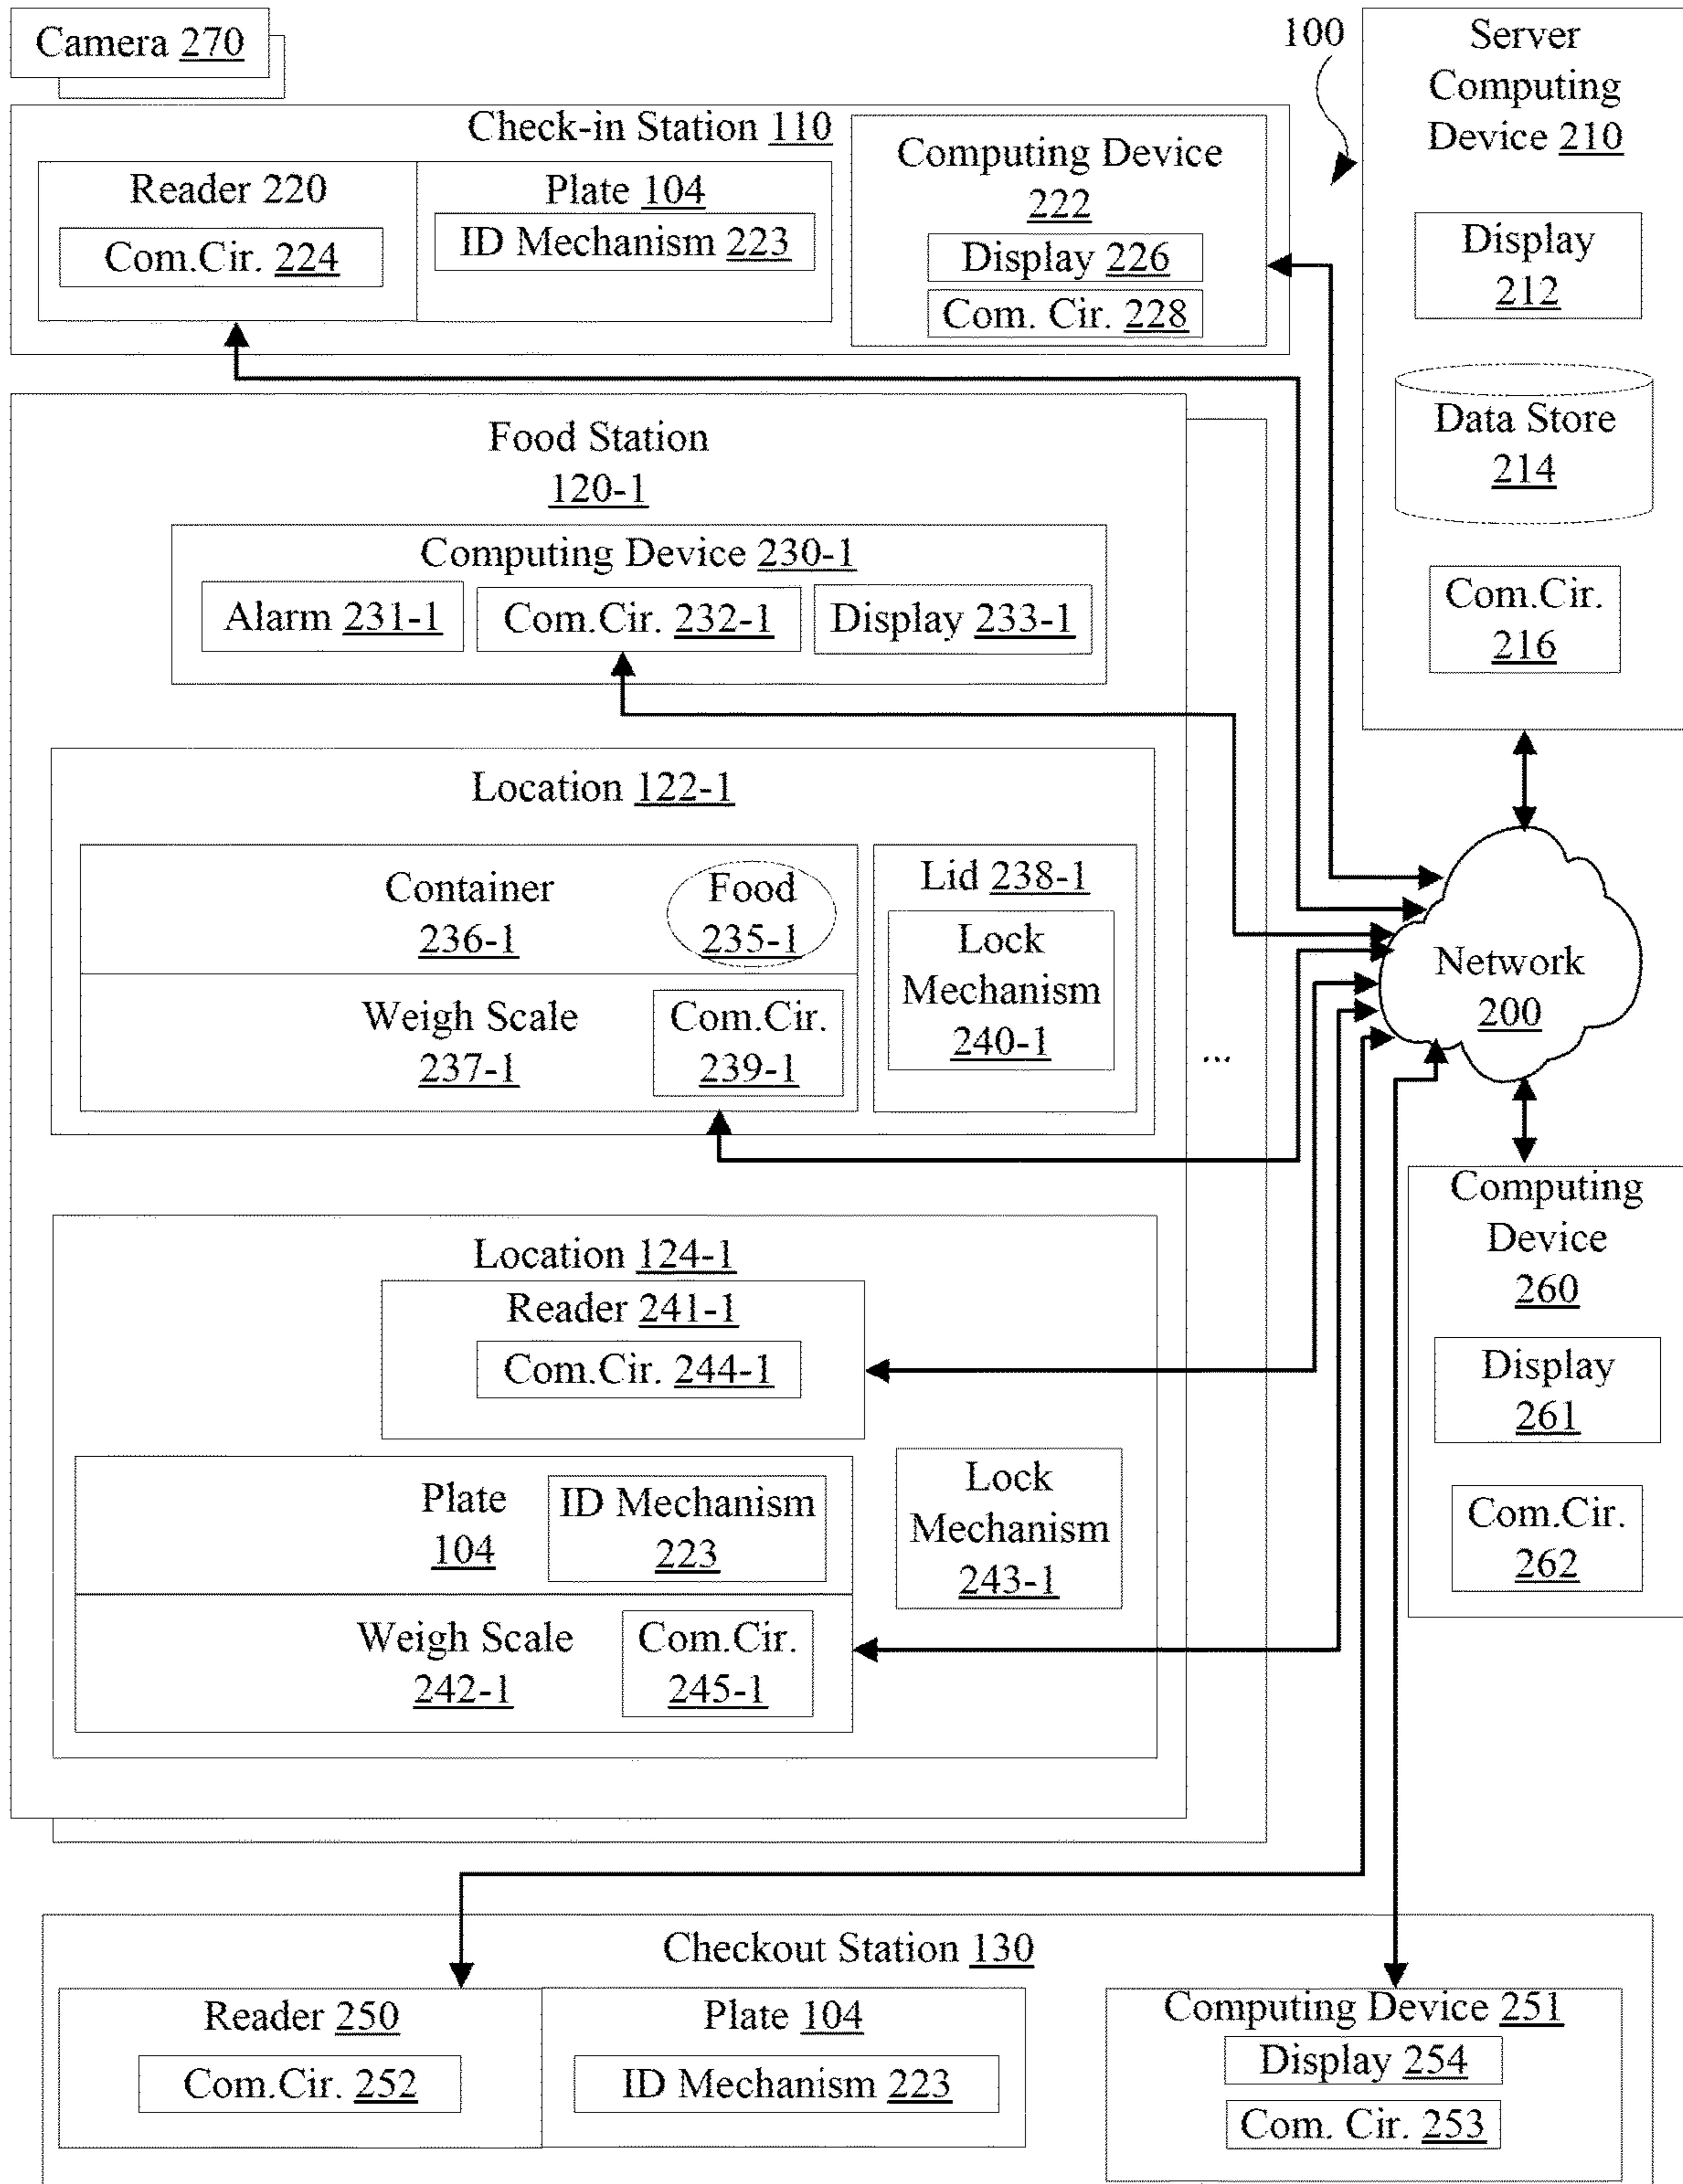 Camera 270
100
Server
Computing
Device 210
Display
212
Data Store
214
Com.Cir.
216
Check-in Station 110
Reader 220
Com.Cir. 224
Plate 104
ID Mechanism 223
Computing Device
222
Display 226
Com. Cir. 228
Food Station
120-1
Computing Device 230-1
Alarm 231-1
Com.Cir. 232-1
Display 233-1
Location 122-1
Container
236-1
Food
235-1
Weigh Scale
237-1
Com.Cir.
239-1
Lid 238-1
Lock
Mechanism
240-1
...
Network
200
Location 124-1
Reader 241-1
Com.Cir. 244-1
Plate
104
ID Mechanism
223
Weigh Scale
242-1
Com.Cir.
245-1
Lock
Mechanism
243-1
Computing
Device
260
Display
261
Com.Cir.
262
Checkout Station 130
Reader 250
Com.Cir. 252
Plate 104
ID Mechanism 223
Computing Device 251
Display 254
Com. Cir. 253